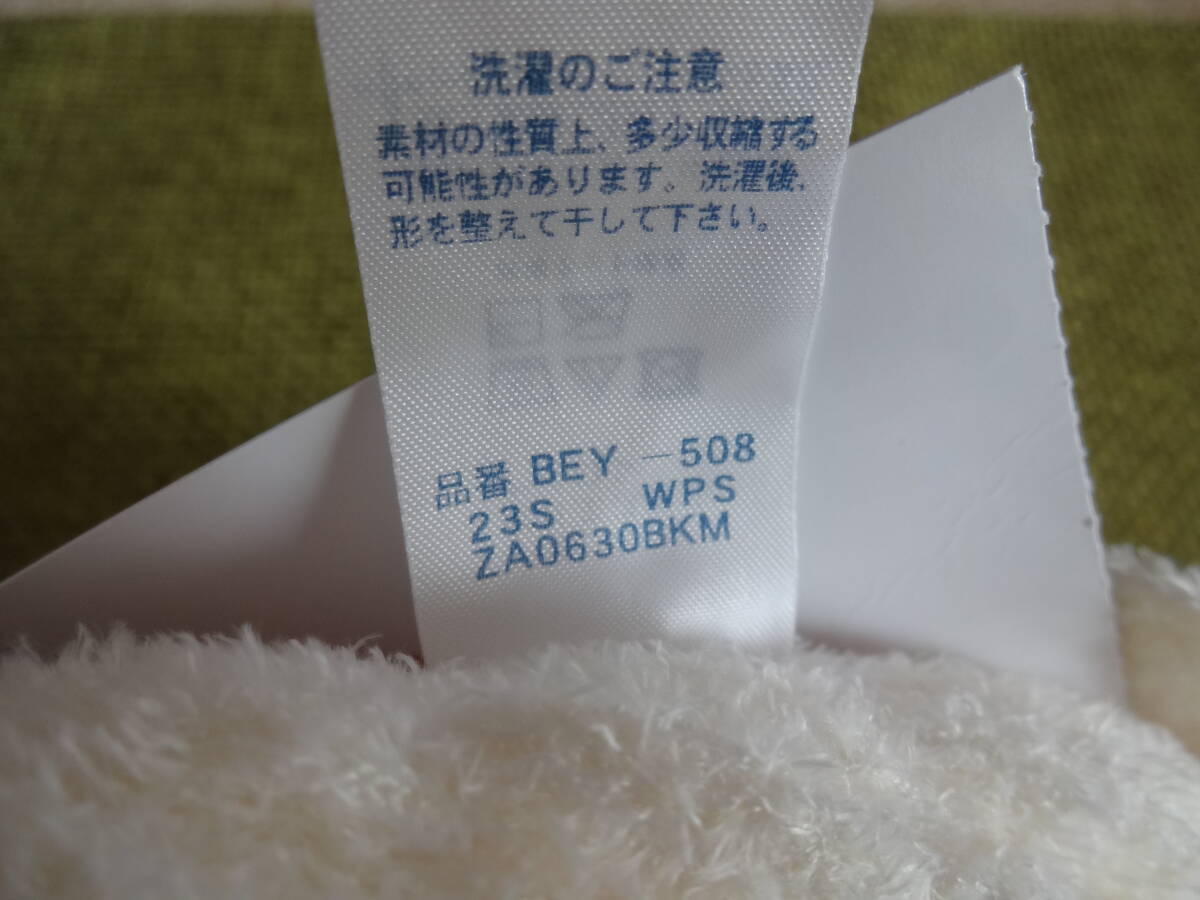 洗濯のご注意
素材の性質上、多少収縮する
可能性があります。洗濯後、
形を整えて干して下さい。
品番 BEY -508
23S WPS
ZA0630BKM